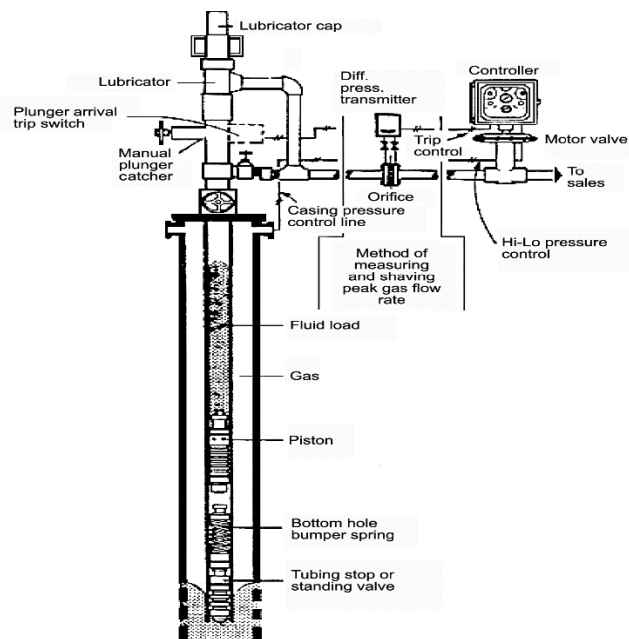 Lubricator cap
Lubricator
Plunger arrival
trip switch
Manual
plunger
catcher
Diff.
press.
transmitter
Controller
Motor valve
Trip
control
To
sales
Orifice
Casing pressure
control line
Hi-Lo pressure
control
Method of
measuring
and shaving
peak gas flow
rate
Fluid load
Gas
Piston
Bottom hole
bumper spring
Tubing stop or
standing valve